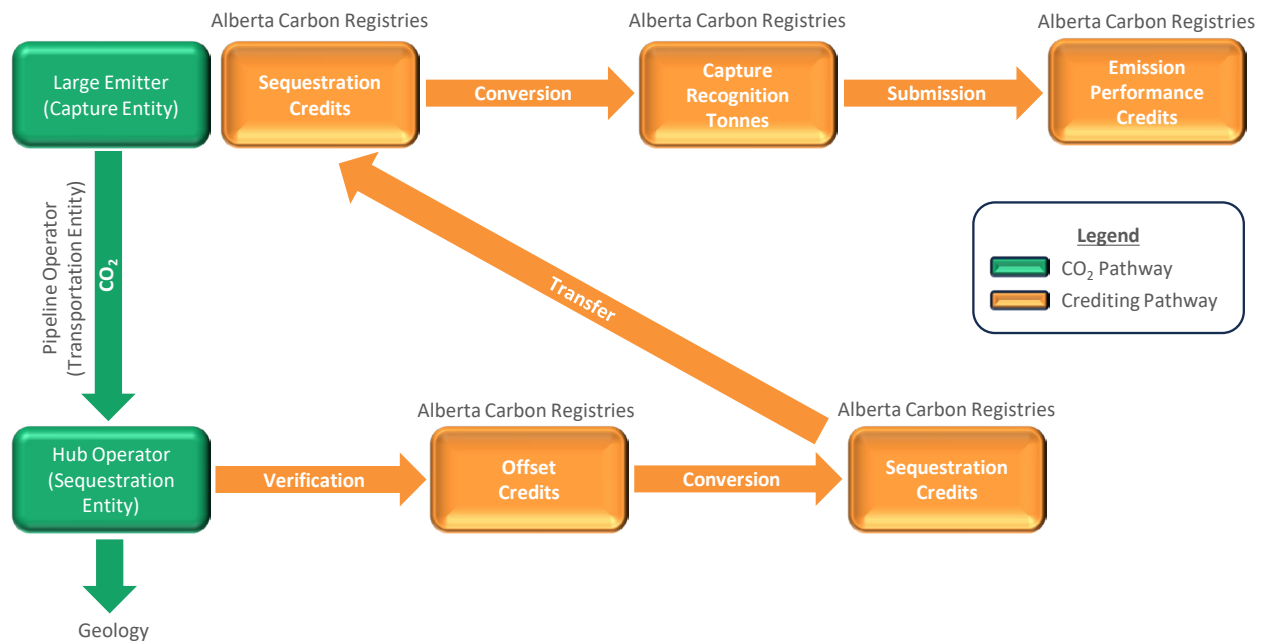 Alberta Carbon Registries
Alberta Carbon Registries
Alberta Carbon Registries
Large Emitter
(Capture Entity)
Sequestration
Credits
Conversion
Capture
Recognition
Tonnes
Submission
Emission
Performance
Credits
Pipeline Operator
(Transportation Entity)
CO₂
Transfer
Legend
CO₂ Pathway
Crediting Pathway
Alberta Carbon Registries
Alberta Carbon Registries
Hub Operator
(Sequestration
Entity)
Verification
Offset
Credits
Conversion
Sequestration
Credits
Geology